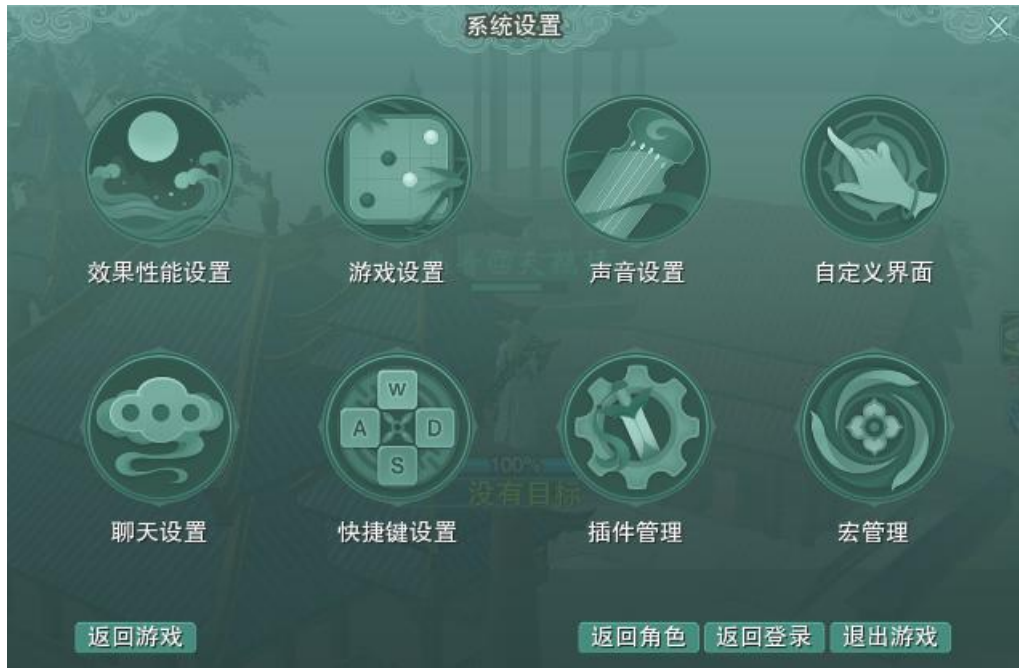 系统设置
效果性能设置
游戏设置
声音设置
自定义界面
W
A D
S
100%
没有目标
聊天设置
快捷键设置
插件管理
宏管理
返回游戏
返回角色
返回登录
退出游戏